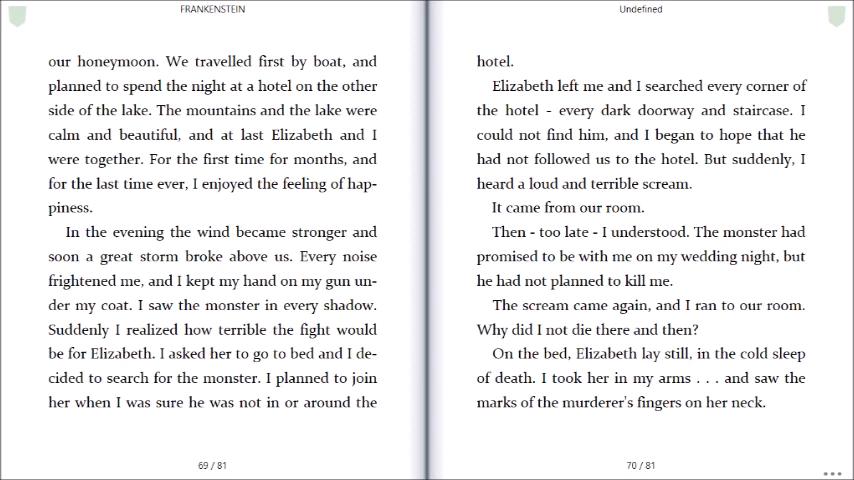 FRANKENSTEIN
our honeymoon. We travelled first by boat, and
planned to spend the night at a hotel on the other
side of the lake. The mountains and the lake were
calm and beautiful, and at last Elizabeth and I
were together. For the first time for months, and
for the last time ever, I enjoyed the feeling of hap-
piness.
In the evening the wind became stronger and
soon a great storm broke above us. Every noise
frightened me, and I kept my hand on my gun un-
der my coat. I saw the monster in every shadow.
Suddenly I realized how terrible the fight would
be for Elizabeth. I asked her to go to bed and I de-
cided to search for the monster. I planned to join
her when I was sure he was not in or around the
69 / 81
Undefined
hotel.
Elizabeth left me and I searched every corner of
the hotel - every dark doorway and staircase. I
could not find him, and I began to hope that he
had not followed us to the hotel. But suddenly, I
heard a loud and terrible scream.
It came from our room.
Then - too late - I understood. The monster had
promised to be with me on my wedding night, but
he had not planned to kill me.
The scream came again, and I ran to our room.
Why did I not die there and then?
On the bed, Elizabeth lay still, in the cold sleep
of death. I took her in my arms . . . and saw the
marks of the murderer's fingers on her neck.
70 / 81